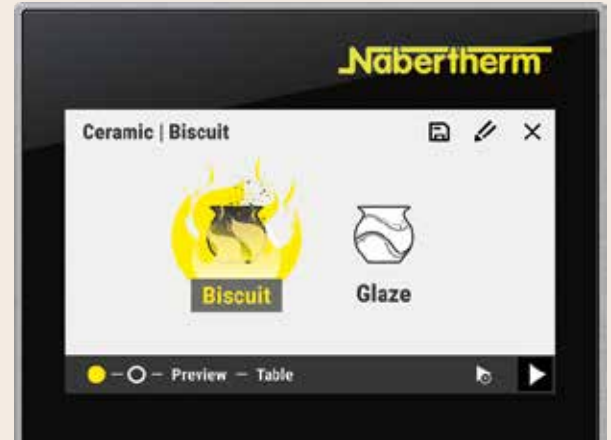 Nabertherm
Ceramic | Biscuit
Biscuit
Glaze
Preview — Table